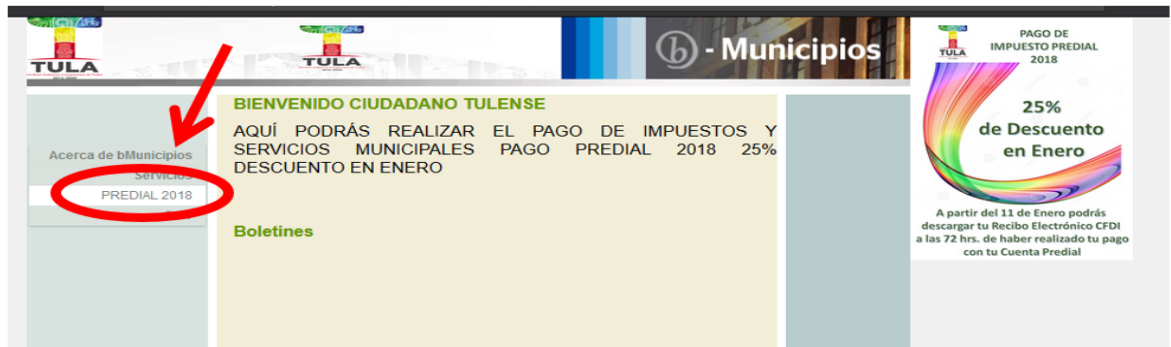 TULA
TULA
b - Municipios
Acerca de bMunicipios
Servicios
PREDIAL 2018
BIENVENIDO CIUDADANO TULENSE
AQUÍ PODRÁS REALIZAR EL PAGO DE IMPUESTOS Y
SERVICIOS MUNICIPALES PAGO PREDIAL 2018 25%
DESCUENTO EN ENERO
Boletines
TULA
PAGO DE
IMPUESTO PREDIAL
2018
25%
de Descuento
en Enero
A partir del 11 de Enero podrás
descargar tu Recibo Electrónico CFDI
a las 72 hrs. de haber realizado tu pago
con tu Cuenta Predial